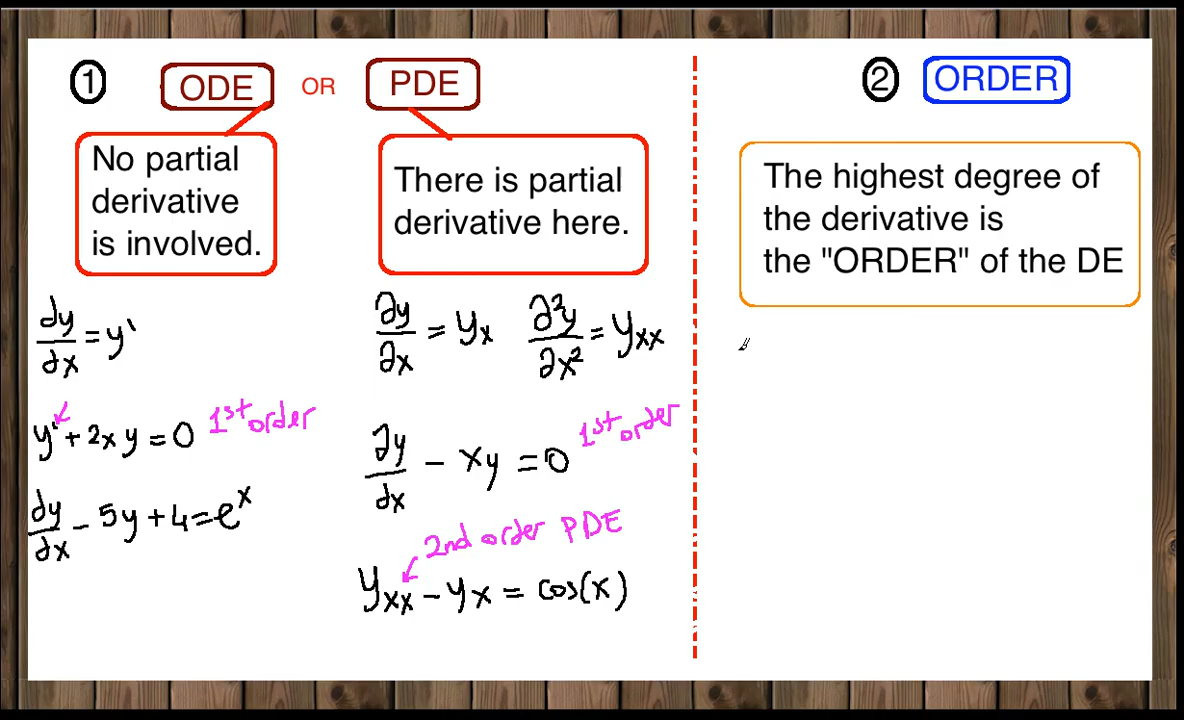 1 ODE OR PDE
No partial
derivative
is involved.
There is partial
derivative here.
dy/dx = y'
∂y/∂x = yₓ ∂²y/∂x² = yₓₓ
y' + 2xy = 0 1st order
∂y/dx - xy = 0 1st order
dy/dx - 5y + 4 = eˣ
2nd order PDE
yₓₓ - yₓ = cos(x)
2 ORDER
The highest degree of
the derivative is
the "ORDER" of the DE